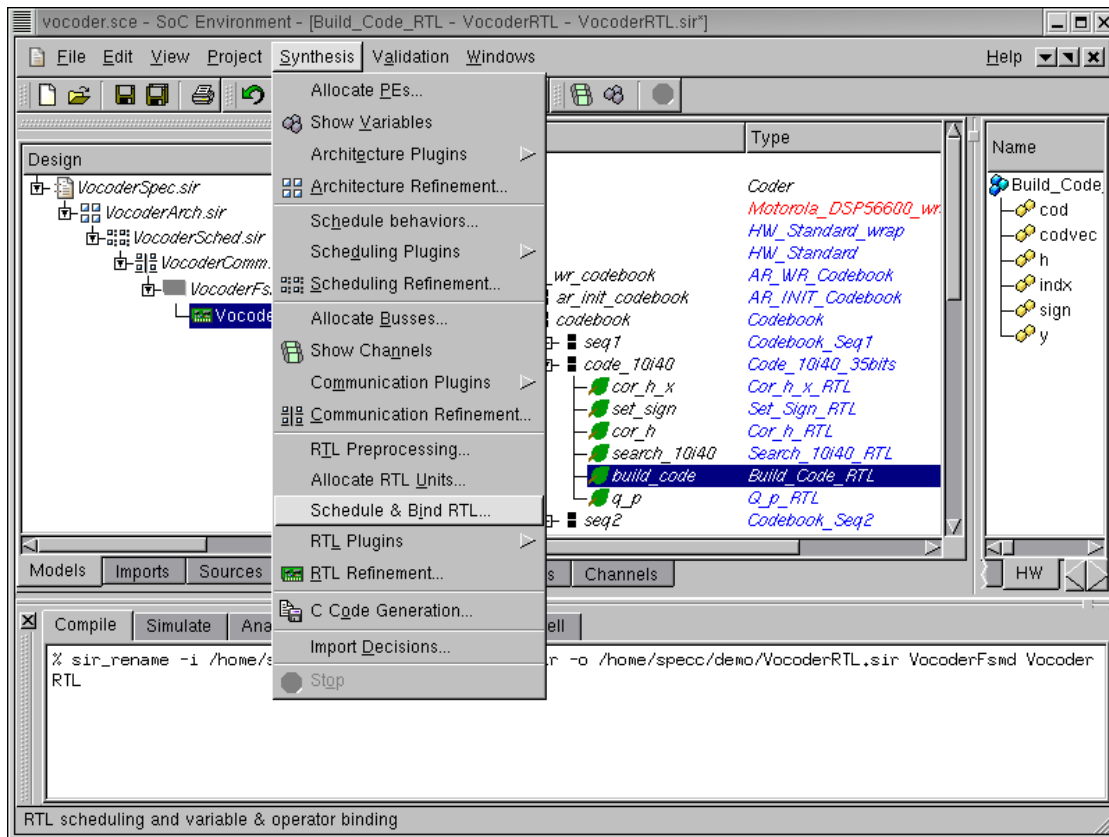 vocoder.sce - SoC Environment - [Build_Code_RTL - VocoderRTL - VocoderRTL.sir*]
File Edit View Project Synthesis Validation Windows Help
Allocate PEs...
Show Variables
Architecture Plugins
Architecture Refinement...
Schedule behaviors...
Scheduling Plugins
Scheduling Refinement...
Allocate Busses...
Show Channels
Communication Plugins
Communication Refinement...
RTL Preprocessing...
Allocate RTL Units...
Schedule & Bind RTL...
RTL Plugins
RTL Refinement...
C Code Generation...
Import Decisions...
Stop
Design
VocoderSpec.sir
VocoderArch.sir
VocoderSched.sir
VocoderComm.
VocoderFs
Vocode
Type
Coder
Motorola_DSP56600_wr
HW_Standard_wrap
HW_Standard
_wr_codebook AR_WR_Codebook
ar_init_codebook AR_INIT_Codebook
codebook Codebook
seq1 Codebook_Seq1
code_10i40 Code_10i40_35bits
cor_h_x Cor_h_x_RTL
set_sign Set_Sign_RTL
cor_h Cor_h_RTL
search_10i40 Search_10i40_RTL
build_code Build_Code_RTL
q_p Q_p_RTL
seq2 Codebook_Seq2
Name
Build_Code_
cod
codvec
h
indx
sign
y
Models Imports Sources
s Channels
HW
Compile Simulate Ana
ell
% sir_rename -i /home/s r -o /home/specc/demo/VocoderRTL.sir VocoderFsmd Vocoder
RTL
RTL scheduling and variable & operator binding